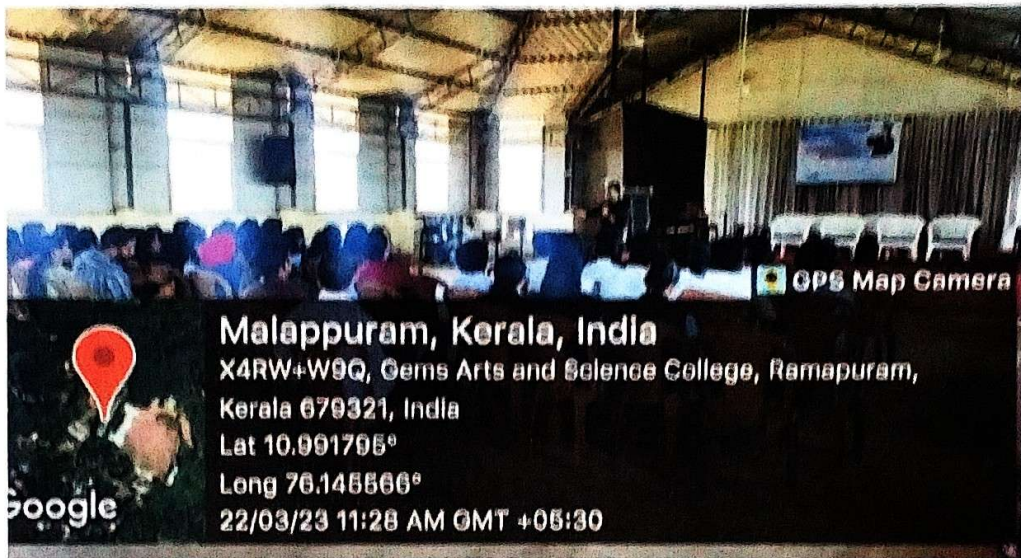 GPS Map Camera
Malappuram, Kerala, India
X4RW+W9Q, Gems Arts and Science College, Ramapuram,
Kerala 679321, India
Lat 10.991795°
Long 76.145566°
22/03/23 11:28 AM GMT +05:30
Google